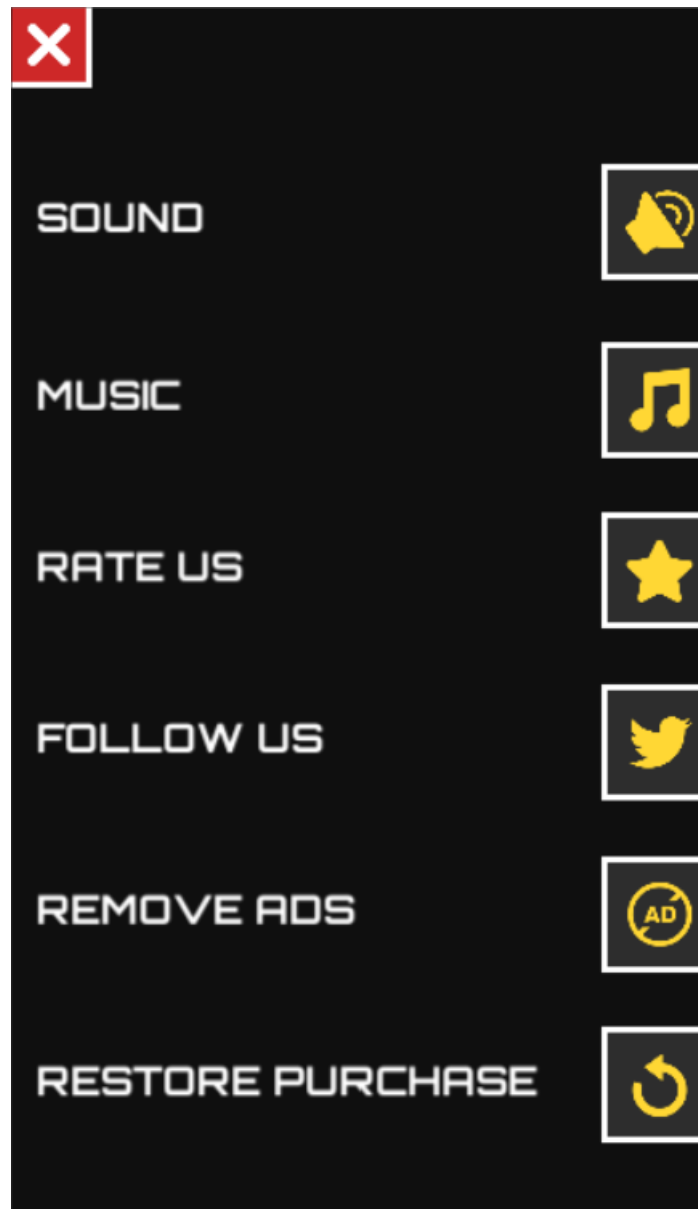 SOUND
MUSIC
RATE US
FOLLOW US
REMOVE ADS
AD
RESTORE PURCHASE